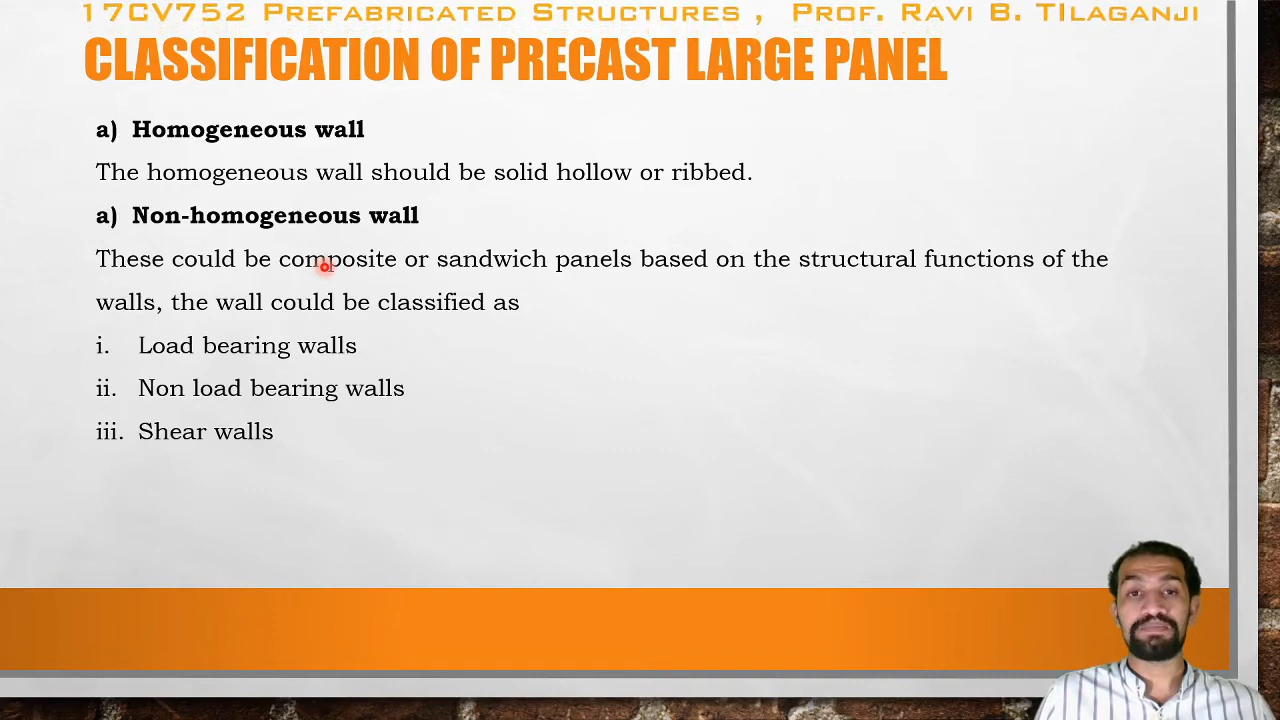 17CV752 Prefabricated Structures , Prof. Ravi B. Tilaganji
CLASSIFICATION OF PRECAST LARGE PANEL
a) Homogeneous wall
The homogeneous wall should be solid hollow or ribbed.
a) Non-homogeneous wall
These could be composite or sandwich panels based on the structural functions of the
walls, the wall could be classified as
i. Load bearing walls
ii. Non load bearing walls
iii. Shear walls